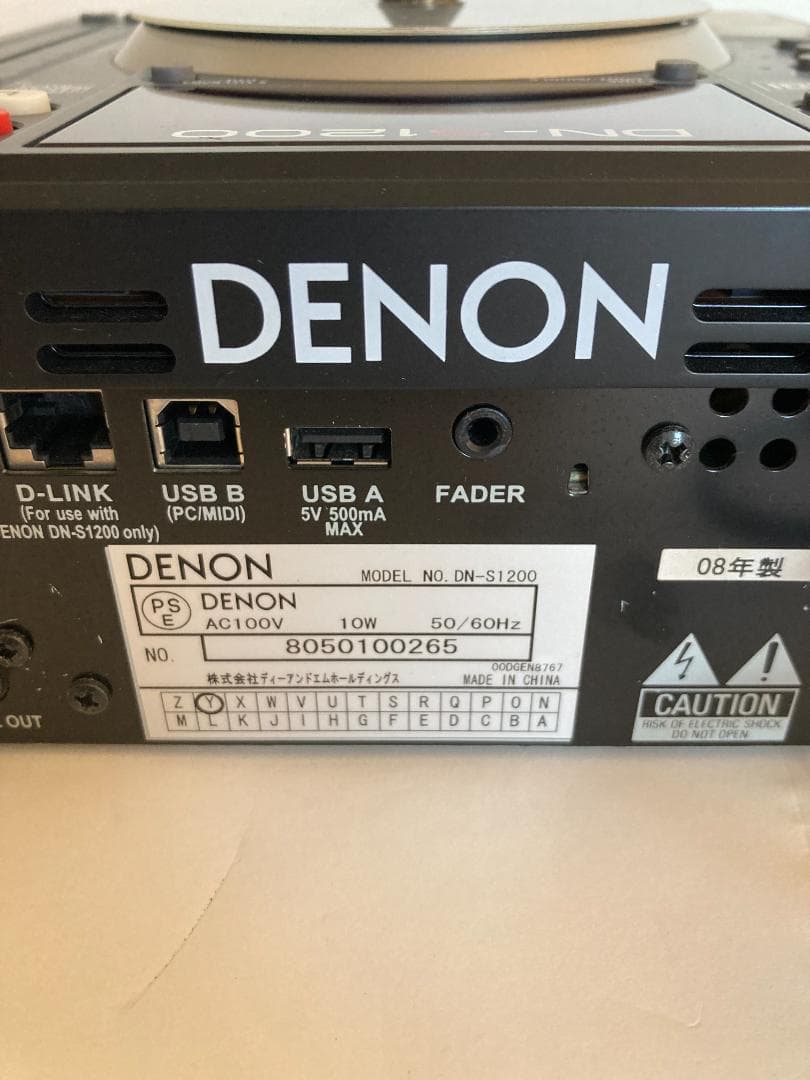 DN-S1200
DENON
D-LINK
(For use with
ENON DN-S1200 only)
USB B
(PC/MIDI)
USB A
5V 500mA
MAX
FADER
DENON
MODEL NO. DN-S1200
PS
E
DENON
AC100V 10W 50/60Hz
NO. 8050100265
00DGEN8767
株式会社ディーアンドエムホールディングス MADE IN CHINA
Z Y X W V U T S R Q P O N
M L K J I H G F E D C B A
08年製
CAUTION
RISK OF ELECTRIC SHOCK
DO NOT OPEN
OUT